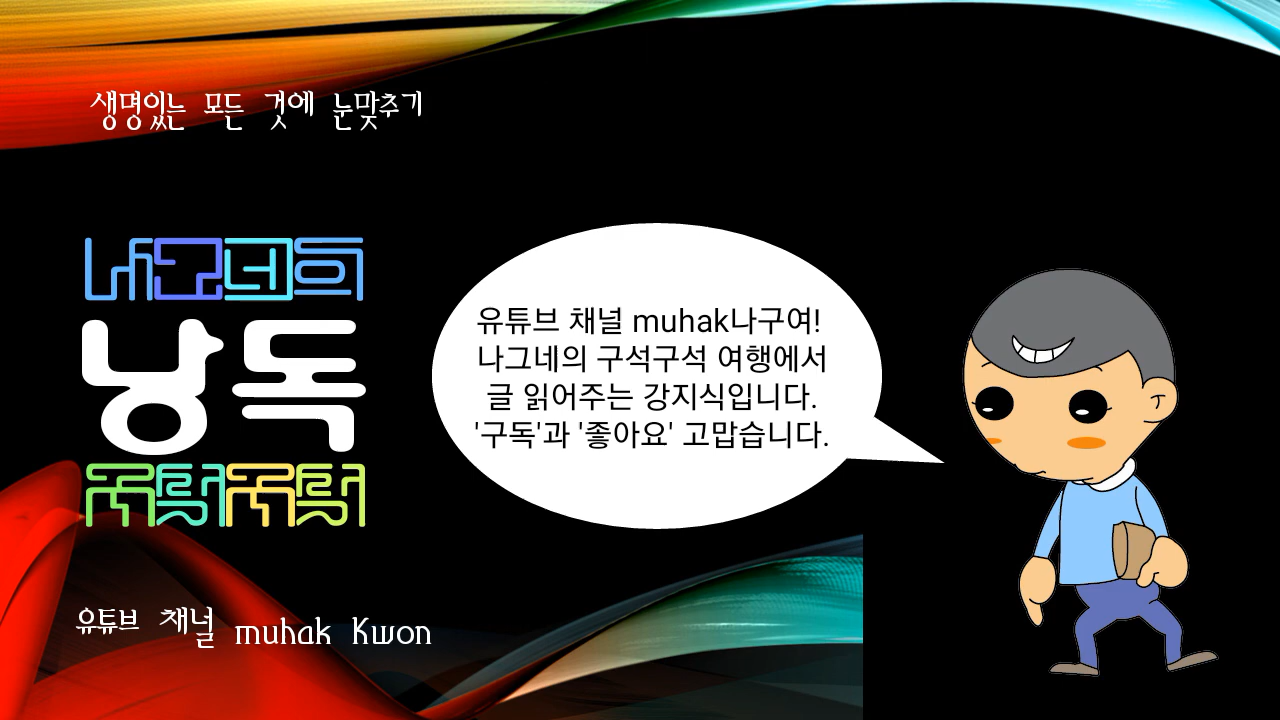 생명있는 모든 것에 눈맞추기
나그네의
낭독
구석구석
유튜브 채널 muhak나구여!
나그네의 구석구석 여행에서
글 읽어주는 강지식입니다.
'구독'과 '좋아요' 고맙습니다.
유튜브 채널 muhak Kwon